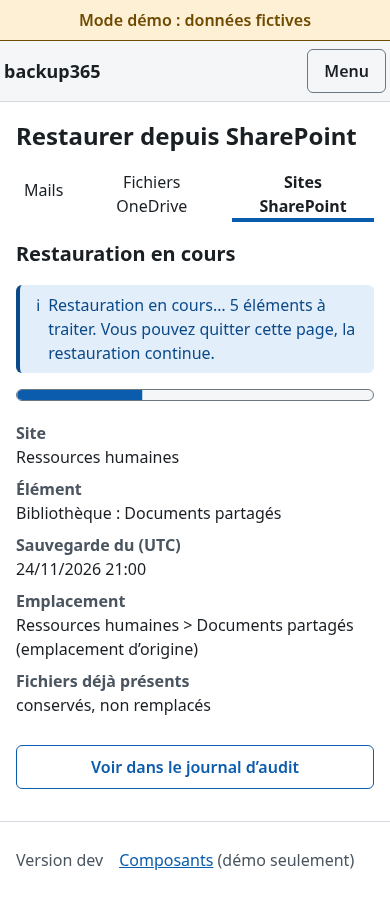 Mode démo : données fictives
backup365
Menu
Restaurer depuis SharePoint
Mails
Fichiers
OneDrive
Sites
SharePoint
Restauration en cours
i Restauration en cours… 5 éléments à
traiter. Vous pouvez quitter cette page, la
restauration continue.
Site
Ressources humaines
Élément
Bibliothèque : Documents partagés
Sauvegarde du (UTC)
24/11/2026 21:00
Emplacement
Ressources humaines > Documents partagés
(emplacement d’origine)
Fichiers déjà présents
conservés, non remplacés
Voir dans le journal d’audit
Version dev Composants (démo seulement)